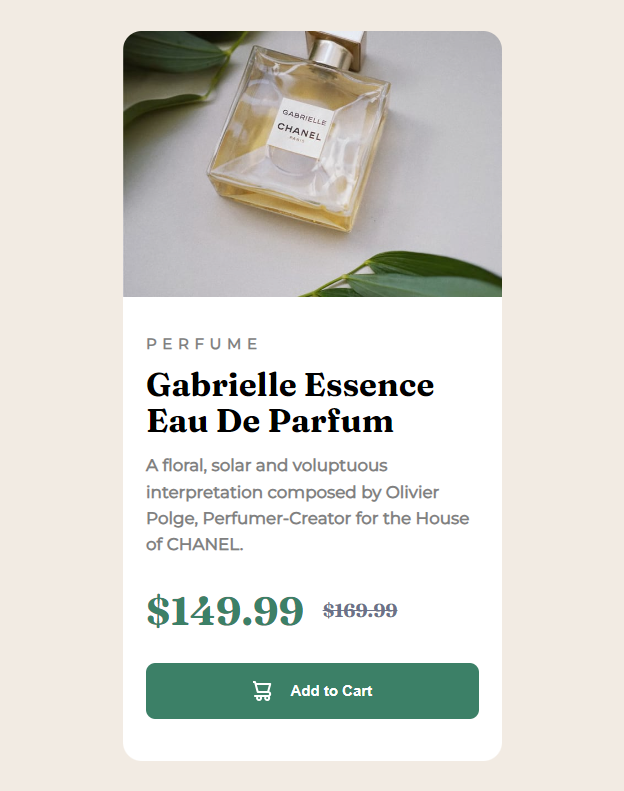 GABRIELLE
CHANEL
PARIS
PERFUME
Gabrielle Essence
Eau De Parfum
A floral, solar and voluptuous
interpretation composed by Olivier
Polge, Perfumer-Creator for the House
of CHANEL.
$149.99 $169.99
Add to Cart